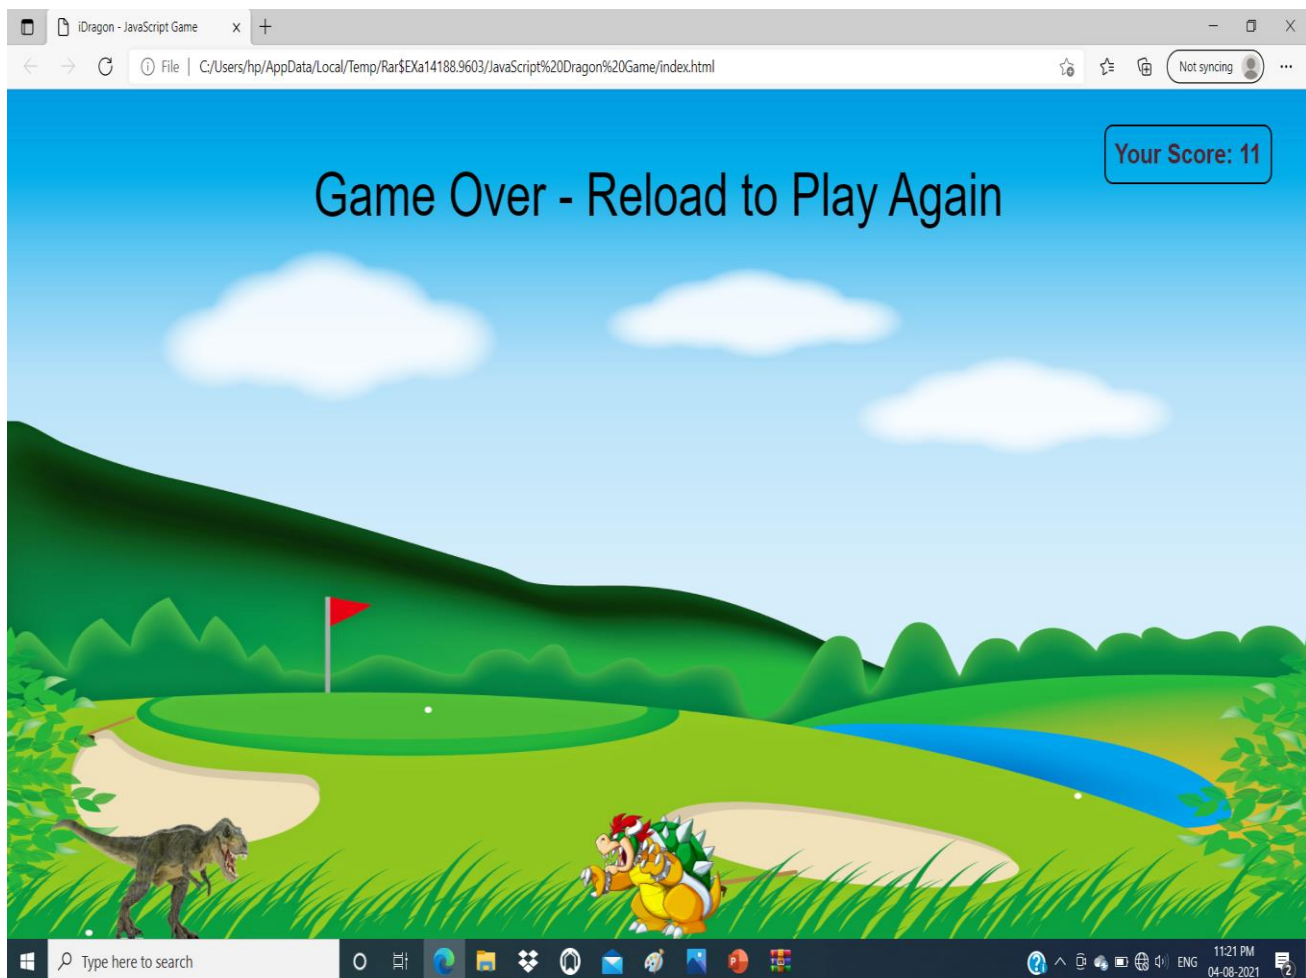 iDragon - JavaScript Game
File
C:/Users/hp/AppData/Local/Temp/Rar$EXa14188.9603/JavaScript%20Dragon%20Game/index.html
Not syncing
Your Score: 11
Game Over - Reload to Play Again
Type here to search
ENG
11:21 PM
04-08-2021
2